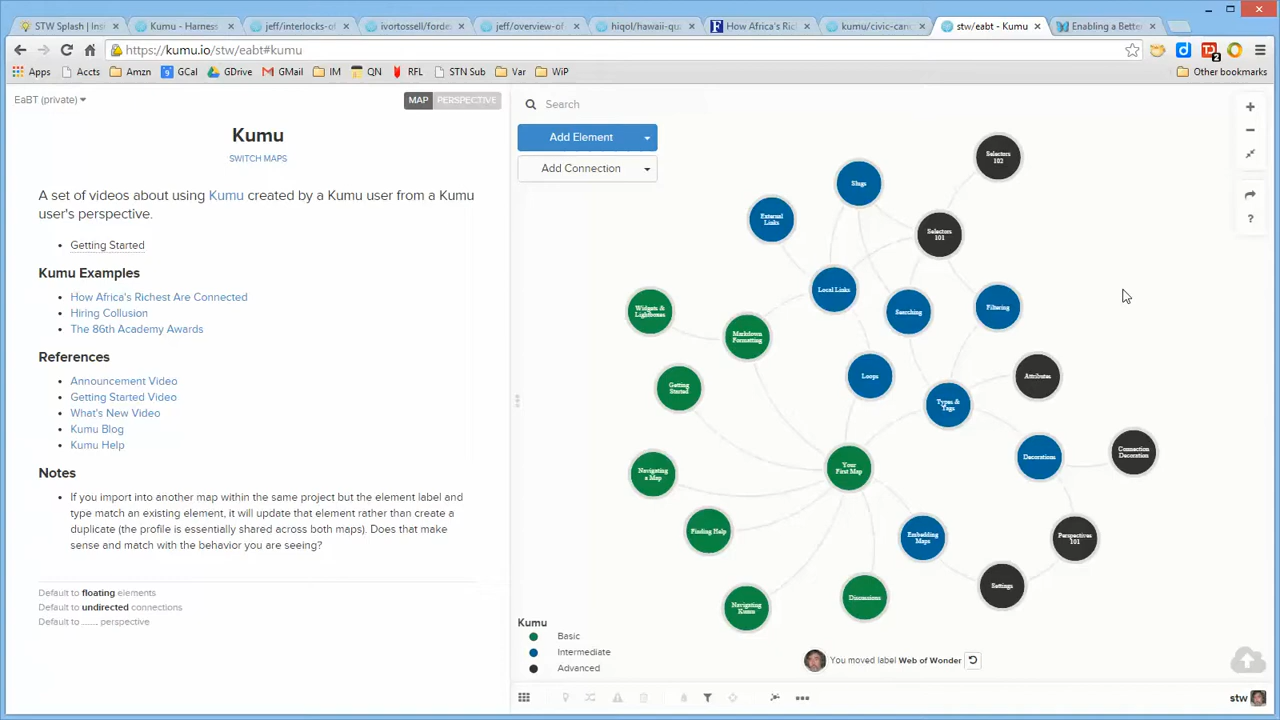 STW Splash | Ins
Kumu - Harness
jeff/interlocks-of
ivortossell/forde
jeff/overview-of
hiqol/hawaii-qu
How Africa's Riche
kumu/civic-can
stw/eabt - Kumu
Enabling a Bette
https://kumu.io/stw/eabt#kumu
2
Apps
Accts
Amzn
GCal
GDrive
GMail
IM
QN
RFL
STN Sub
Var
WiP
Other bookmarks
EaBT (private)
MAP PERSPECTIVE
Kumu
SWITCH MAPS
A set of videos about using Kumu created by a Kumu user from a Kumu
user's perspective.
Getting Started
Kumu Examples
How Africa's Richest Are Connected
Hiring Collusion
The 86th Academy Awards
References
Announcement Video
Getting Started Video
What's New Video
Kumu Blog
Kumu Help
Notes
If you import into another map within the same project but the element label and
type match an existing element, it will update that element rather than create a
duplicate (the profile is essentially shared across both maps). Does that make
sense and match with the behavior you are seeing?
Default to floating elements
Default to undirected connections
Default to ...... perspective
Search
Add Element
Add Connection
Selectors
102
Slugs
External
Links
Selectors
101
Local Links
Widgets &
Lightboxes
Searching
Filtering
Markdown
Formatting
Getting
Started
Loops
Attributes
Types &
Tags
Your
First Map
Decorations
Connection
Decoration
Navigating
a Map
Finding Help
Embedding
Maps
Perspectives
101
Settings
Navigating
Kumu
Discussions
Kumu
Basic
Intermediate
Advanced
You moved label Web of Wonder
stw